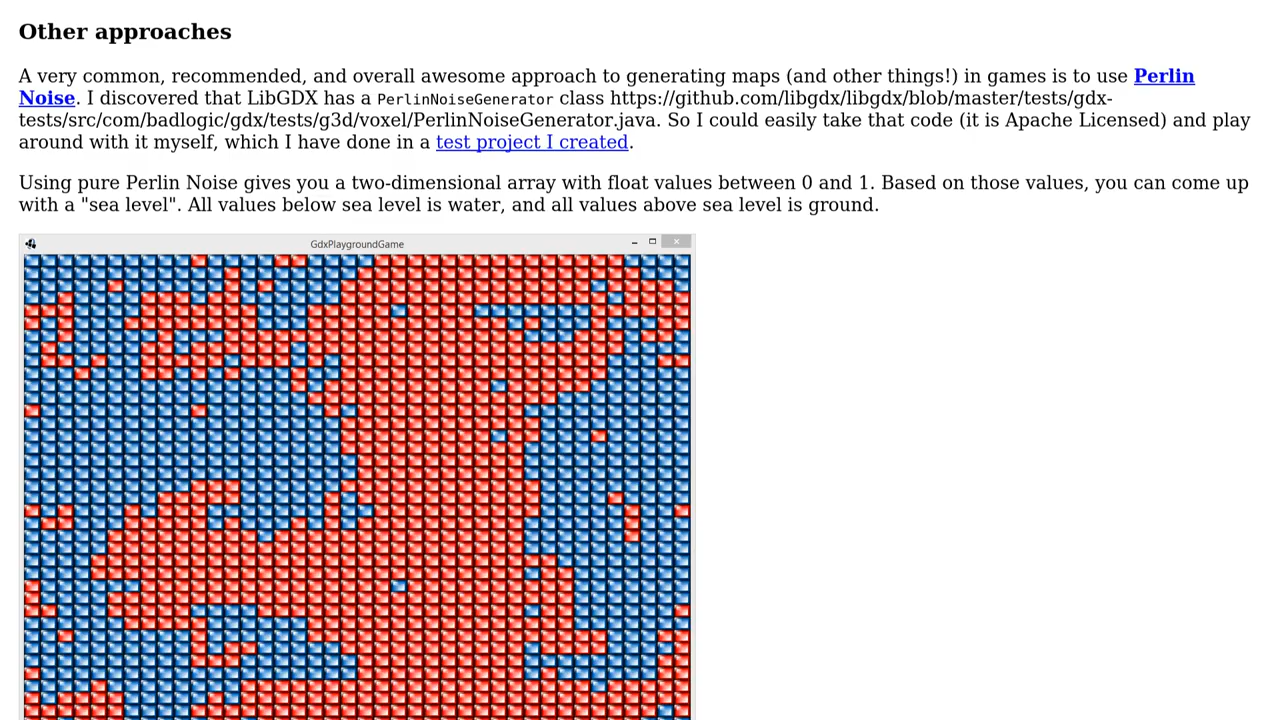 Other approaches
A very common, recommended, and overall awesome approach to generating maps (and other things!) in games is to use Perlin
Noise. I discovered that LibGDX has a PerlinNoiseGenerator class https://github.com/libgdx/libgdx/blob/master/tests/gdx-
tests/src/com/badlogic/gdx/tests/g3d/voxel/PerlinNoiseGenerator.java. So I could easily take that code (it is Apache Licensed) and play
around with it myself, which I have done in a test project I created.
Using pure Perlin Noise gives you a two-dimensional array with float values between 0 and 1. Based on those values, you can come up
with a "sea level". All values below sea level is water, and all values above sea level is ground.
GdxPlaygroundGame